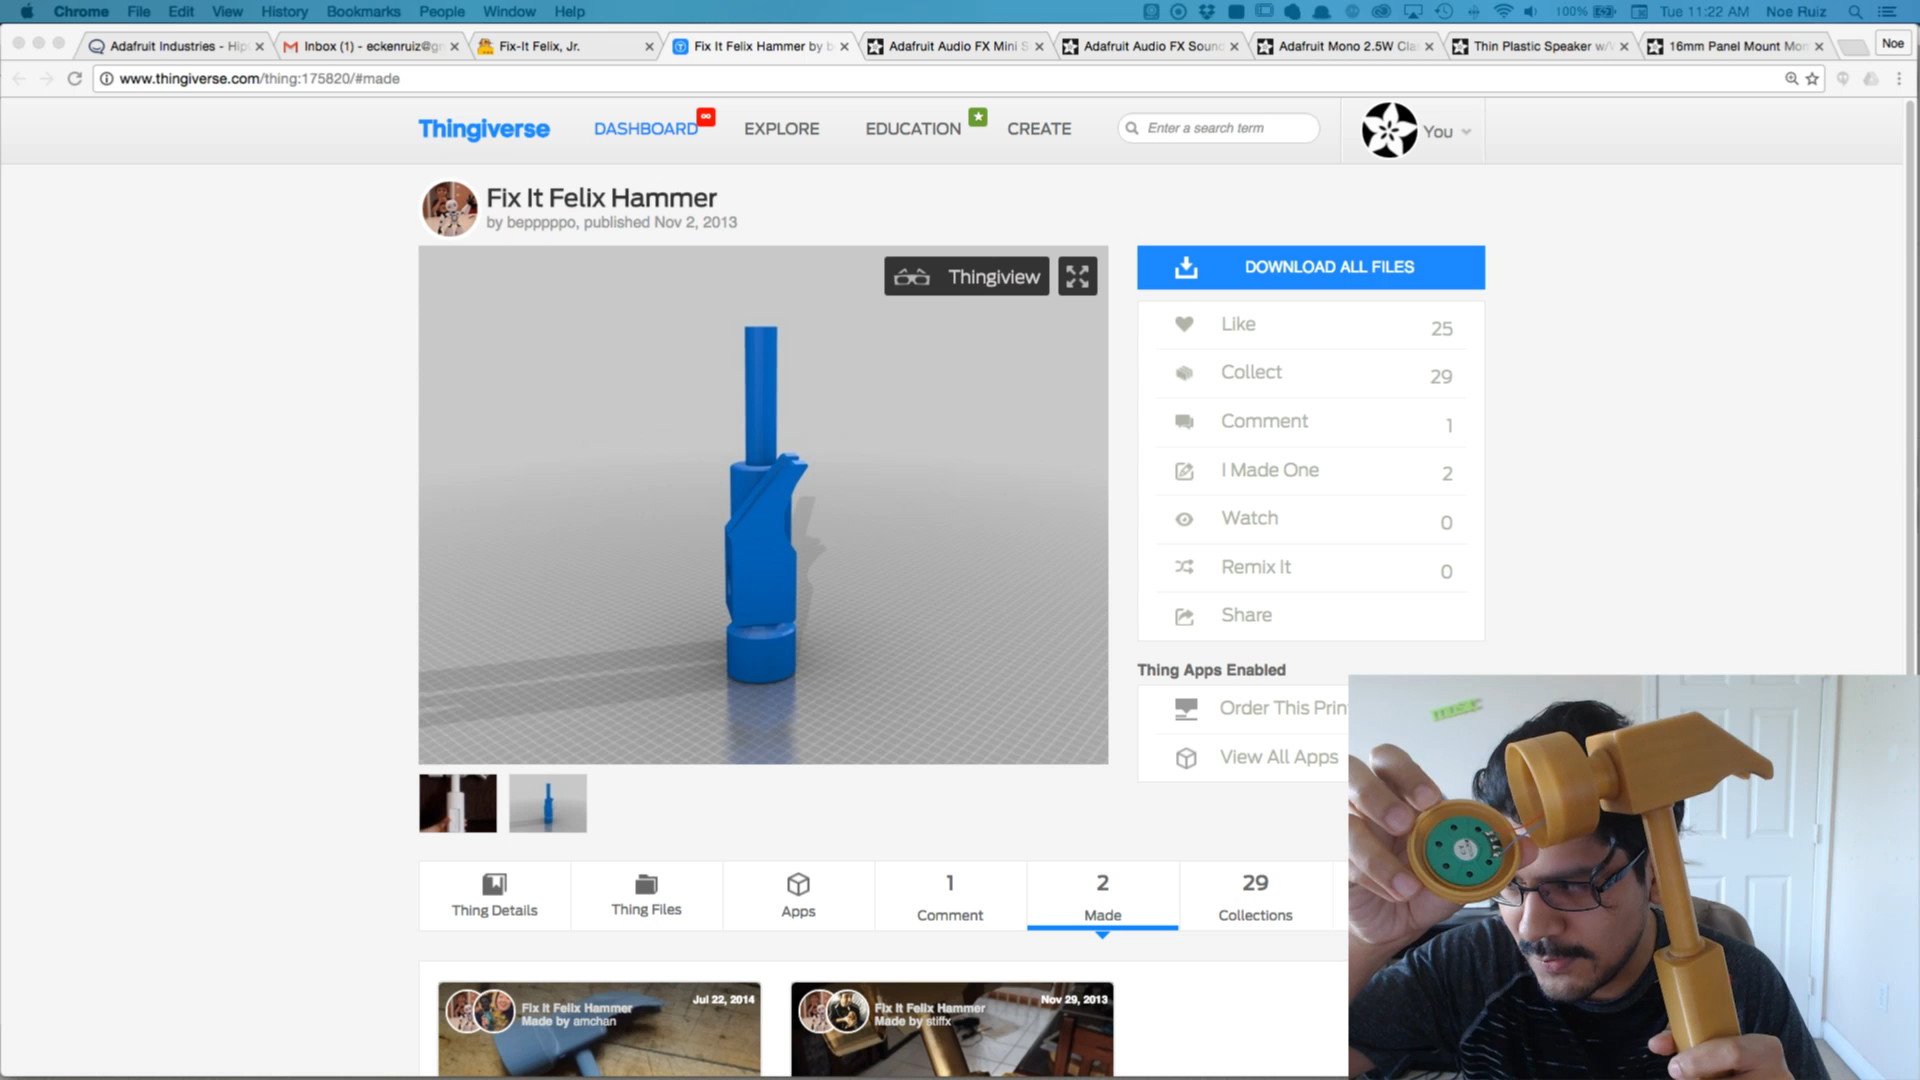 Chrome File Edit View History Bookmarks People Window Help
100% Tue 11:22 AM Noe Ruiz
Adafruit Industries - Hip
Inbox (1) - eckenruiz@g
Fix-It Felix, Jr.
Fix It Felix Hammer by b
Adafruit Audio FX Mini S
Adafruit Audio FX Sound
Adafruit Mono 2.5W Cla
Thin Plastic Speaker w/
16mm Panel Mount Mo
Noe
www.thingiverse.com/thing:175820/#made
Thingiverse
DASHBOARD
EXPLORE
EDUCATION
CREATE
Enter a search term
You
Fix It Felix Hammer
by bepppppo, published Nov 2, 2013
Thingiview
DOWNLOAD ALL FILES
Like 25
Collect 29
Comment 1
I Made One 2
Watch 0
Remix It 0
Share
Thing Apps Enabled
Order This Prin
View All Apps
Thing Details
Thing Files
Apps
1
Comment
2
Made
29
Collections
Fix It Felix Hammer
Made by amchan
Jul 22, 2014
Fix It Felix Hammer
Made by stiffx
Nov 29, 2013